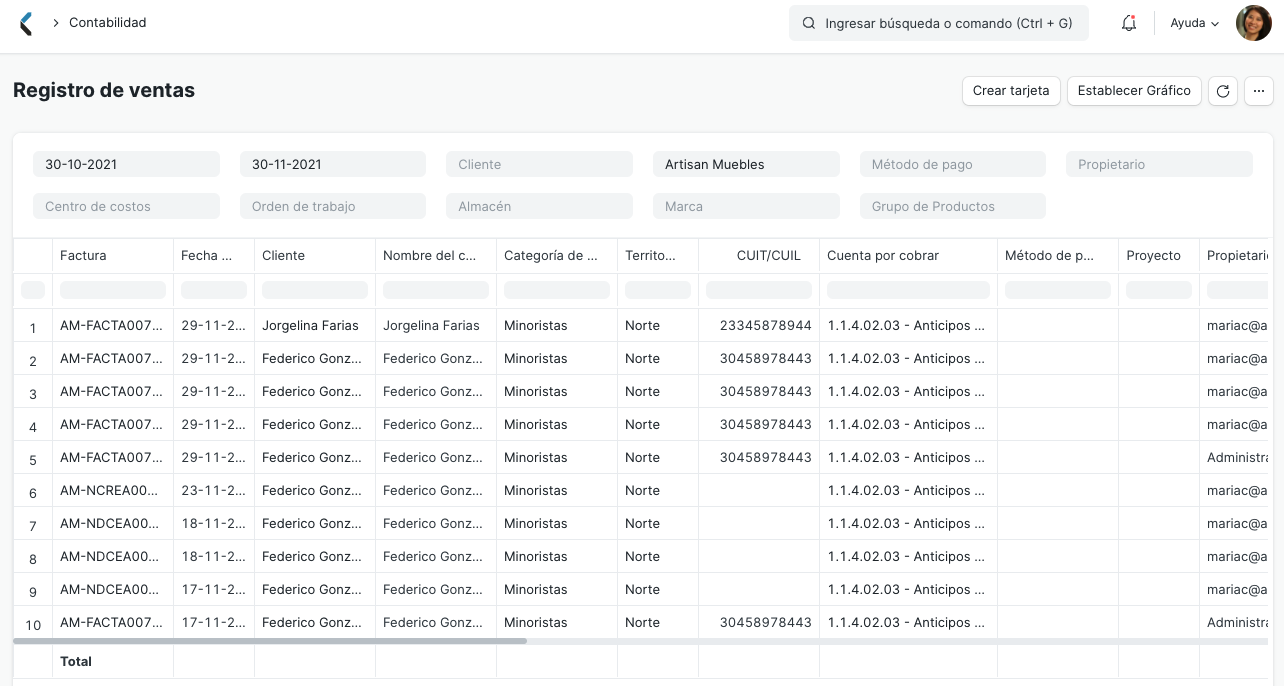 Contabilidad
Ingresar búsqueda o comando (Ctrl + G)
Ayuda
Registro de ventas
Crear tarjeta
Establecer Gráfico
30-10-2021 30-11-2021 Cliente Artisan Muebles Método de pago Propietario
Centro de costos Orden de trabajo Almacén Marca Grupo de Productos
Factura Fecha ... Cliente Nombre del c... Categoría de ... Territo... CUIT/CUIL Cuenta por cobrar Método de p... Proyecto Propietari
1 AM-FACTA007... 29-11-2... Jorgelina Farias Jorgelina Farias Minoristas Norte 23345878944 1.1.4.02.03 - Anticipos ... mariac@a
2 AM-FACTA007... 29-11-2... Federico Gonz... Federico Gonz... Minoristas Norte 30458978443 1.1.4.02.03 - Anticipos ... mariac@a
3 AM-FACTA007... 29-11-2... Federico Gonz... Federico Gonz... Minoristas Norte 30458978443 1.1.4.02.03 - Anticipos ... mariac@a
4 AM-FACTA007... 29-11-2... Federico Gonz... Federico Gonz... Minoristas Norte 30458978443 1.1.4.02.03 - Anticipos ... mariac@a
5 AM-FACTA007... 29-11-2... Federico Gonz... Federico Gonz... Minoristas Norte 30458978443 1.1.4.02.03 - Anticipos ... Administra
6 AM-NCREA00... 23-11-2... Federico Gonz... Federico Gonz... Minoristas Norte 1.1.4.02.03 - Anticipos ... mariac@a
7 AM-NDCEA00... 18-11-2... Federico Gonz... Federico Gonz... Minoristas Norte 1.1.4.02.03 - Anticipos ... mariac@a
8 AM-NDCEA00... 18-11-2... Federico Gonz... Federico Gonz... Minoristas Norte 1.1.4.02.03 - Anticipos ... mariac@a
9 AM-NDCEA00... 17-11-2... Federico Gonz... Federico Gonz... Minoristas Norte 1.1.4.02.03 - Anticipos ... mariac@a
10 AM-FACTA007... 17-11-2... Federico Gonz... Federico Gonz... Minoristas Norte 30458978443 1.1.4.02.03 - Anticipos ... Administra
Total